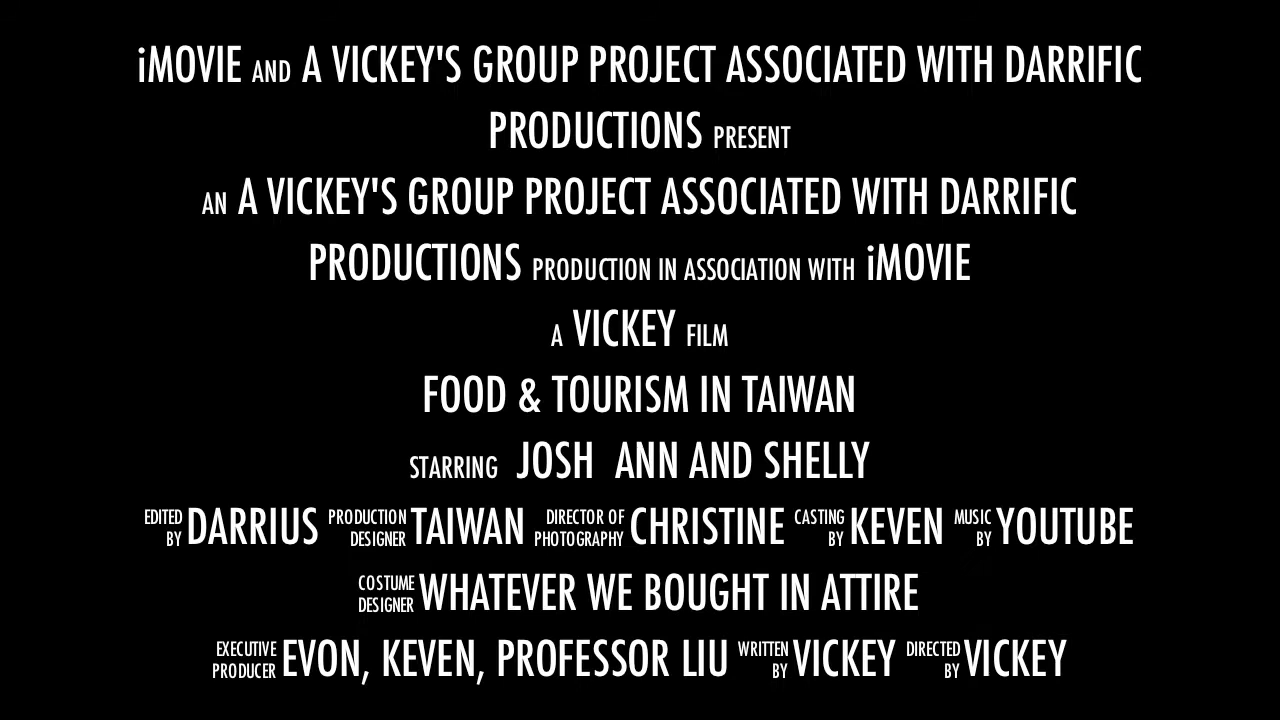 iMOVIE AND A VICKEY'S GROUP PROJECT ASSOCIATED WITH DARRIFIC
PRODUCTIONS PRESENT
AN A VICKEY'S GROUP PROJECT ASSOCIATED WITH DARRIFIC
PRODUCTIONS PRODUCTION IN ASSOCIATION WITH iMOVIE
A VICKEY FILM
FOOD & TOURISM IN TAIWAN
STARRING JOSH ANN AND SHELLY
EDITED BY DARRIUS PRODUCTION DESIGNER TAIWAN DIRECTOR OF PHOTOGRAPHY CHRISTINE CASTING BY KEVEN MUSIC BY YOUTUBE
COSTUME DESIGNER WHATEVER WE BOUGHT IN ATTIRE
EXECUTIVE PRODUCER EVON, KEVEN, PROFESSOR LIU WRITTEN BY VICKEY DIRECTED BY VICKEY